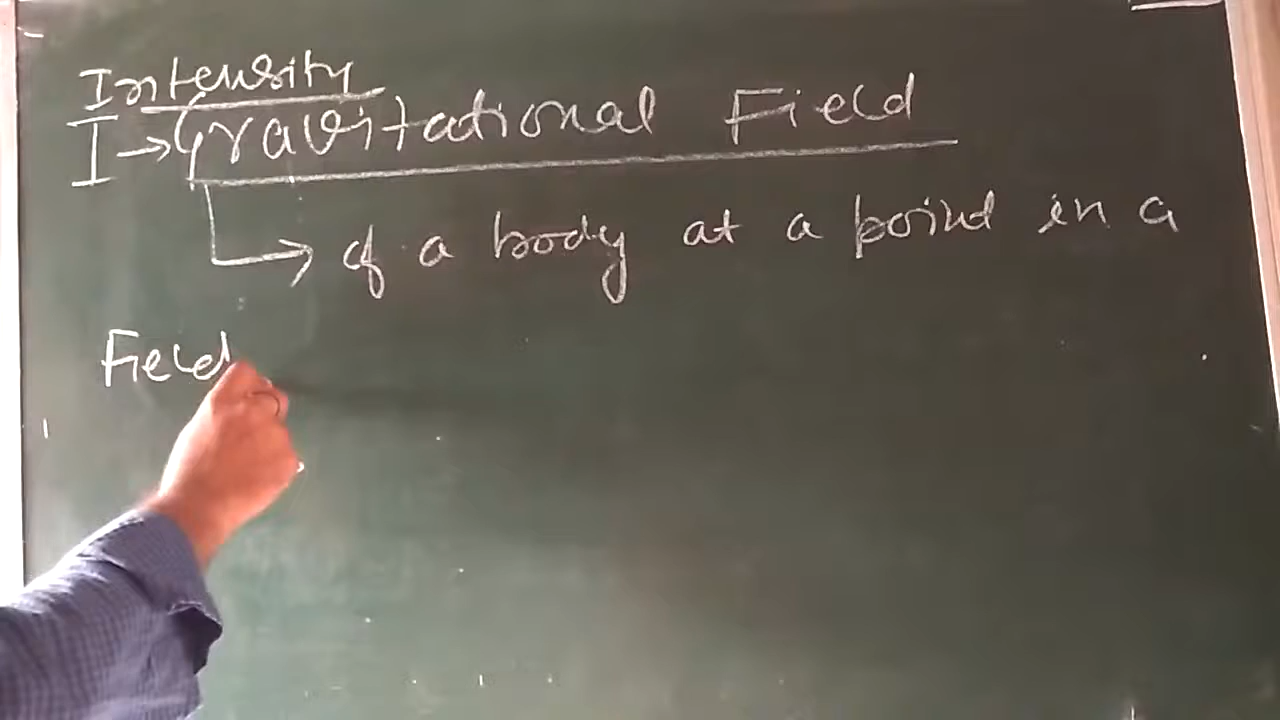 Intensity
I → Gravitational Field
→ of a body at a point in a
Field